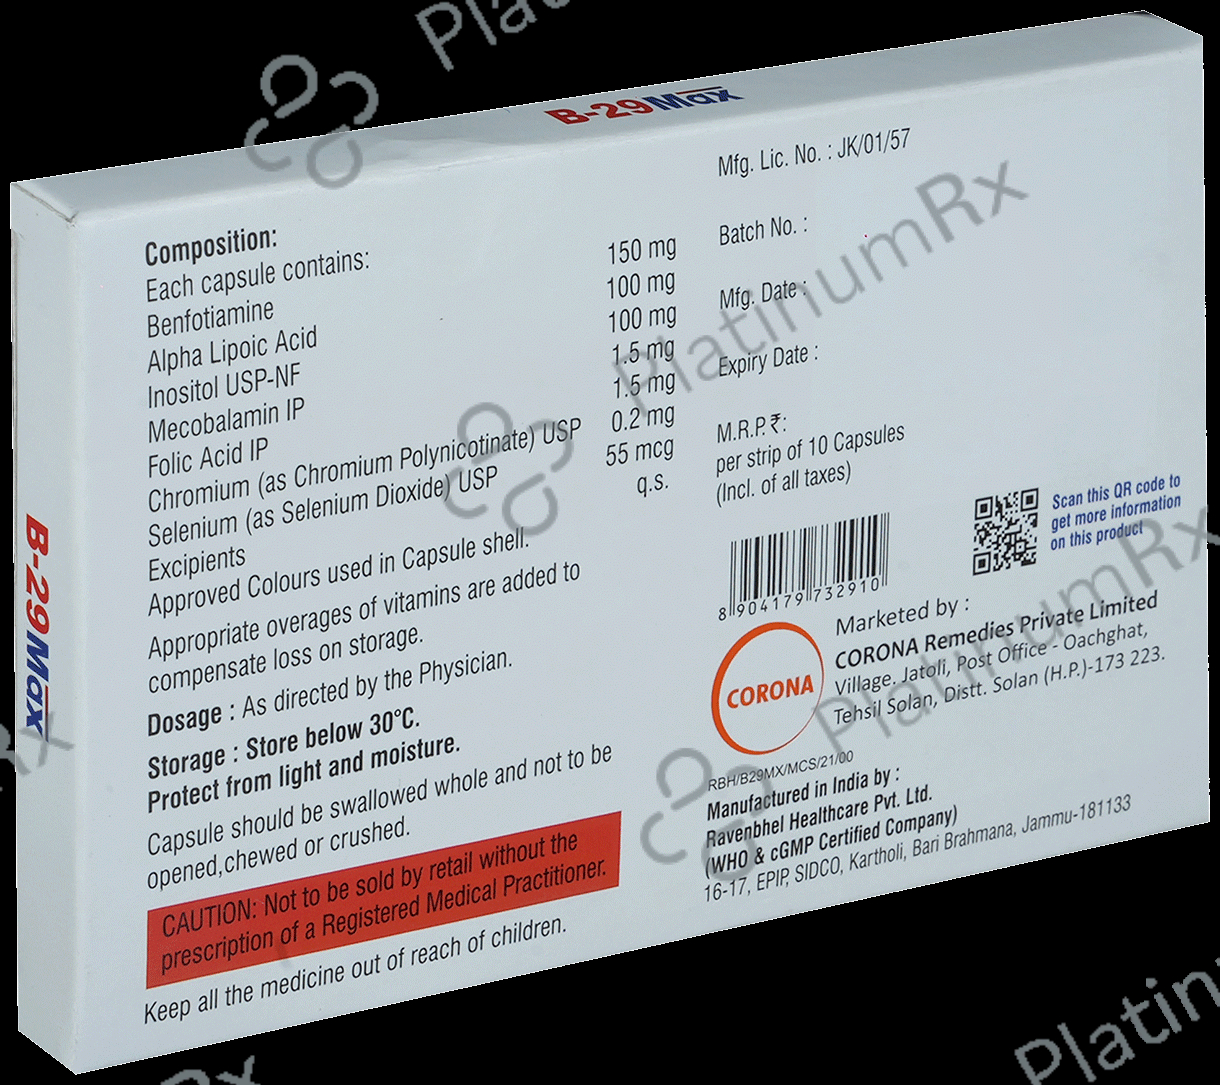 B-29Max
Composition:
Each capsule contains:
Benfotiamine 150 mg
Alpha Lipoic Acid 100 mg
Inositol USP-NF 100 mg
Mecobalamin IP 1.5 mg
Folic Acid IP 1.5 mg
Chromium (as Chromium Polynicotinate) USP 0.2 mg
Selenium (as Selenium Dioxide) USP 55 mcg
Excipients q.s.
Approved Colours used in Capsule shell.
Appropriate overages of vitamins are added to
compensate loss on storage.
Dosage : As directed by the Physician.
Storage : Store below 30°C.
Protect from light and moisture.
Capsule should be swallowed whole and not to be
opened,chewed or crushed.
CAUTION: Not to be sold by retail without the
prescription of a Registered Medical Practitioner.
Keep all the medicine out of reach of children.
Mfg. Lic. No. : JK/01/57
Batch No. :
Mfg. Date :
Expiry Date :
M.R.P.₹:
per strip of 10 Capsules
(Incl. of all taxes)
Scan this QR code to
get more information
on this product
8 904179 732910
CORONA
Marketed by :
CORONA Remedies Private Limited
Village. Jatoli, Post Office - Oachghat,
Tehsil Solan, Distt. Solan (H.P.)-173 223.
RBH/B29MX/MCS/21/00
Manufactured in India by :
Ravenbhel Healthcare Pvt. Ltd.
(WHO & cGMP Certified Company)
16-17, EPIP, SIDCO, Kartholi, Bari Brahmana, Jammu-181133
B-29Max
Platinum
PlatinumRx
PlatinumRx
Rx
Rx
Platin